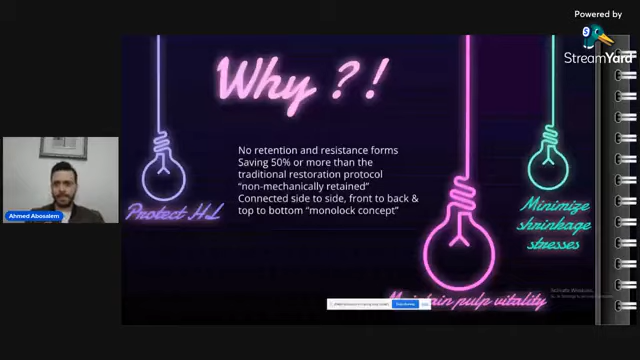 Powered by
StreamYard
Why ?!
No retention and resistance forms
Saving 50% or more than the
traditional restoration protocol
“non-mechanically retained”
Connected side to side, front to back &
top to bottom “monolock concept”
Protect HL
Minimize
shrinkage
stresses
Maintain pulp vitality
Ahmed Abosalem
Activate Windows